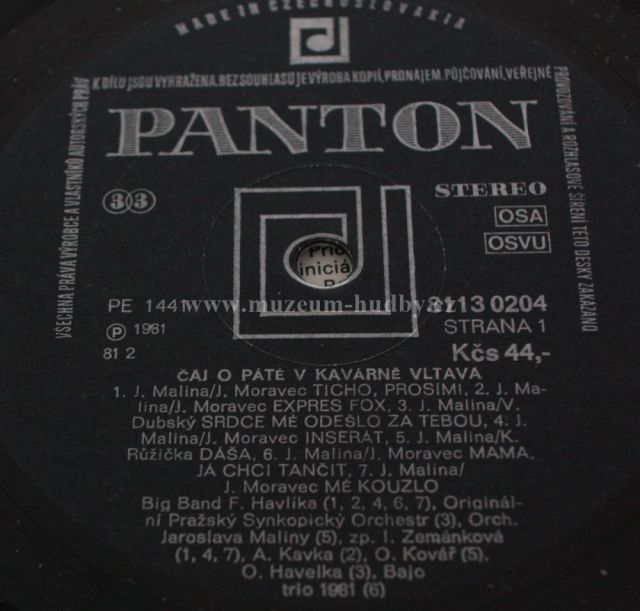 MADE IN CZECHOSLOVAKIA
VŠECHNA PRÁVA VÝROBCE A VLASTNÍKŮ AUTORSKÝCH PRÁV
K DÍLU JSOU VYHRAŽENA. BEZ SOUHLASU JE VÝROBA KOPIÍ, PRONÁJEM, PŮJČOVÁNÍ, VEŘEJNÉ
PROVOZOVÁNÍ A ROZHLASOVÉ ŠÍŘENÍ TÉTO DESKY ZAKÁZÁNO
PANTON
33
STEREO
OSA
OSVU
iniciá
PE 1441
www.muzeum-hudby.cz
8113 0204
℗ 1981
STRANA 1
81 2
Kčs 44,-
ČAJ O PÁTÉ V KAVÁRNĚ VLTAVA
1. J. Malina/J. Moravec TICHO, PROSÍM!, 2. J. Ma-
lina/J. Moravec EXPRES FOX, 3. J. Malina/V.
Dubský SRDCE MÉ ODEŠLO ZA TEBOU, 4. J.
Malina/J. Moravec INSERÁT, 5. J. Malina/K.
Růžička DÁŠA, 6. J. Malina/J. Moravec MAMA,
JÁ CHCI TANČIT, 7. J. Malina/
J. Moravec MÉ KOUZLO
Big Band F. Havlíka (1, 2, 4, 6, 7), Originál-
ní Pražský Synkopický Orchestr (3), Orch.
Jaroslava Maliny (5), zp. I. Zemánková
(1, 4, 7), A. Kavka (2), O. Kovář (5),
O. Havelka (3), Bajo
trio 1981 (6)